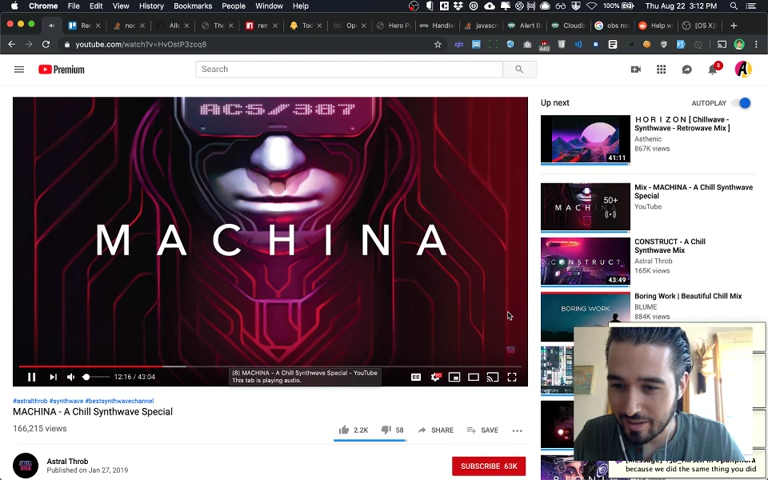 Chrome File Edit View History Bookmarks People Window Help
100% Thu Aug 22 3:12 PM
youtube.com/watch?v=HvOstP3zcq8
Premium
Search
8
ACS/387
MACHINA
12:16 / 43:04
(8) MACHINA - A Chill Synthwave Special - YouTube
This tab is playing audio.
#astralthrob #synthwave #bestsynthwavechannel
MACHINA - A Chill Synthwave Special
166,215 views
2.2K 58 SHARE SAVE
Astral Throb
Published on Jan 27, 2019
SUBSCRIBE 63K
Up next
AUTOPLAY
H O R I Z O N [ Chillwave -
Synthwave - Retrowave Mix ]
Asthenic
867K views
41:11
Mix - MACHINA - A Chill Synthwave
Special
YouTube
50+
CONSTRUCT - A Chill
Synthwave Mix
Astral Throb
165K views
CONSTRUCT
43:49
Boring Work | Beautiful Chill Mix
BLUME
884K views
BORING WORK
because we did the same thing you did